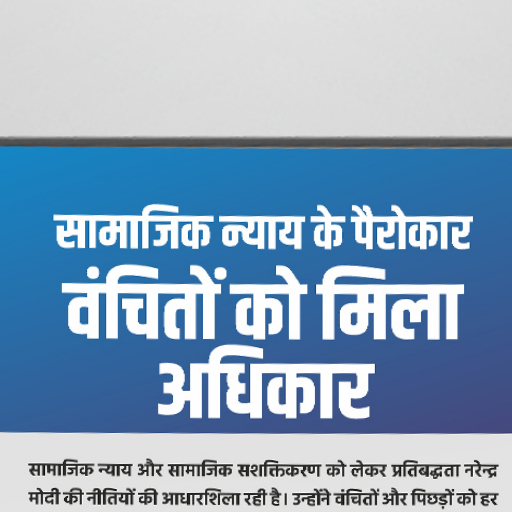 सामाजिक न्याय के पैरोकार
वंचितों को मिला
अधिकार
सामाजिक न्याय और सामाजिक सशक्तिकरण को लेकर प्रतिबद्धता नरेन्द्र
मोदी की नीतियों की आधारशिला रही है। उन्होंने वंचितों और पिछड़ों को हर